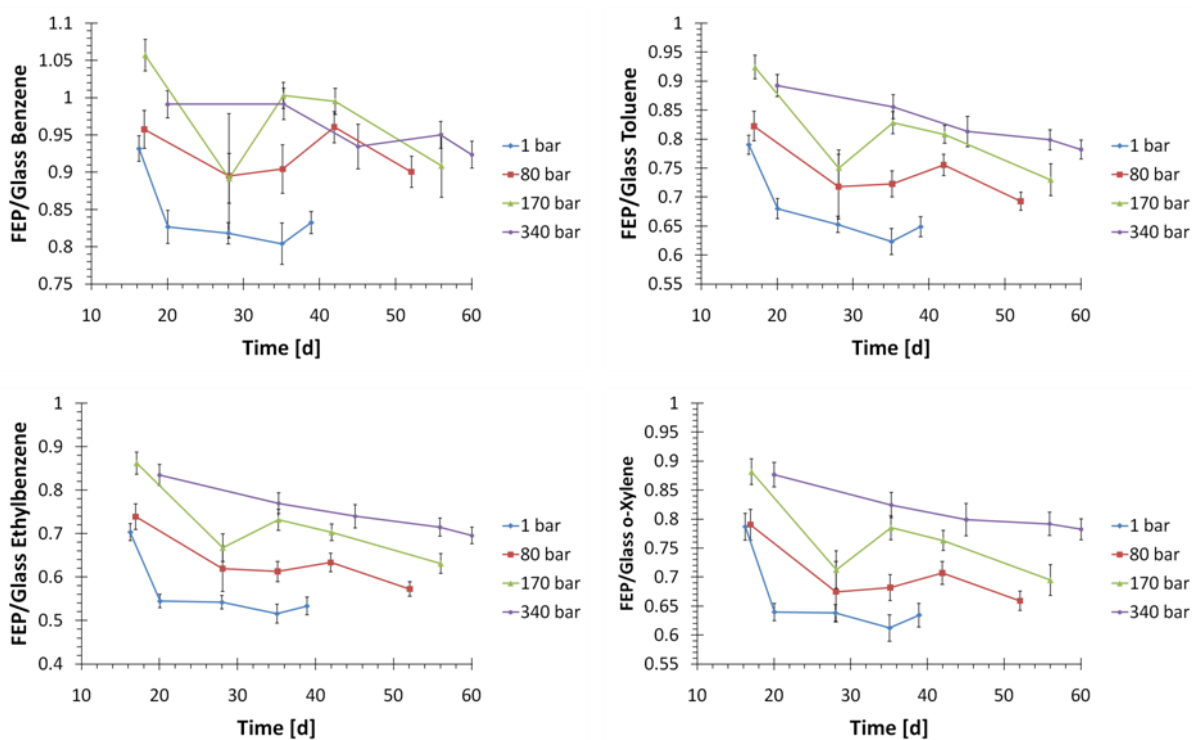 FEP/Glass Benzene
1.1
1.05
1
0.95
0.9
0.85
0.8
0.75
10 20 30 40 50 60
Time [d]
1 bar
80 bar
170 bar
340 bar
FEP/Glass Toluene
1
0.95
0.9
0.85
0.8
0.75
0.7
0.65
0.6
0.55
10 20 30 40 50 60
Time [d]
1 bar
80 bar
170 bar
340 bar
FEP/Glass Ethylbenzene
1
0.9
0.8
0.7
0.6
0.5
0.4
10 20 30 40 50 60
Time [d]
1 bar
80 bar
170 bar
340 bar
FEP/Glass o-Xylene
1
0.95
0.9
0.85
0.8
0.75
0.7
0.65
0.6
0.55
10 20 30 40 50 60
Time [d]
1 bar
80 bar
170 bar
340 bar